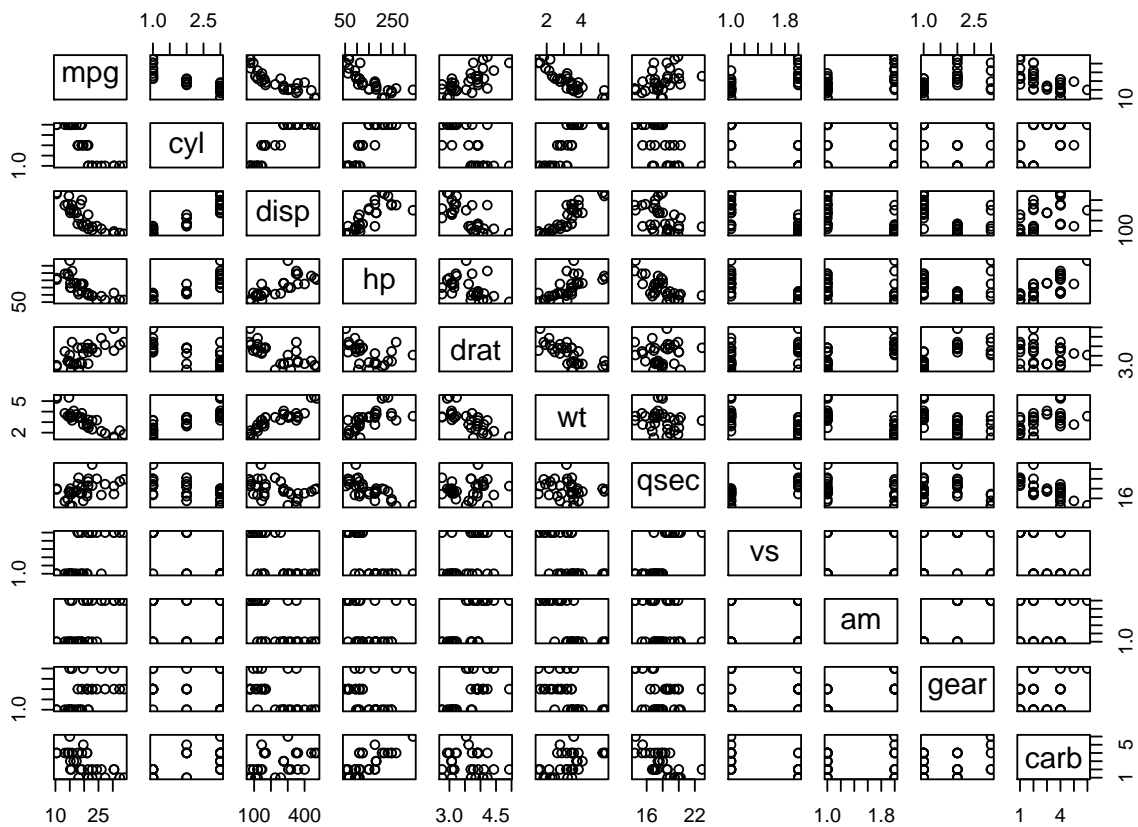 1.0 2.5 50 250 2 4 1.0 1.8 1.0 2.5
mpg 10
1.0 cyl
disp 100
50 hp
drat 3.0
5 2 wt
qsec 16
1.0 vs
am 1.0
1.0 gear
carb 5 1
10 25 100 400 3.0 4.5 16 22 1.0 1.8 1 4